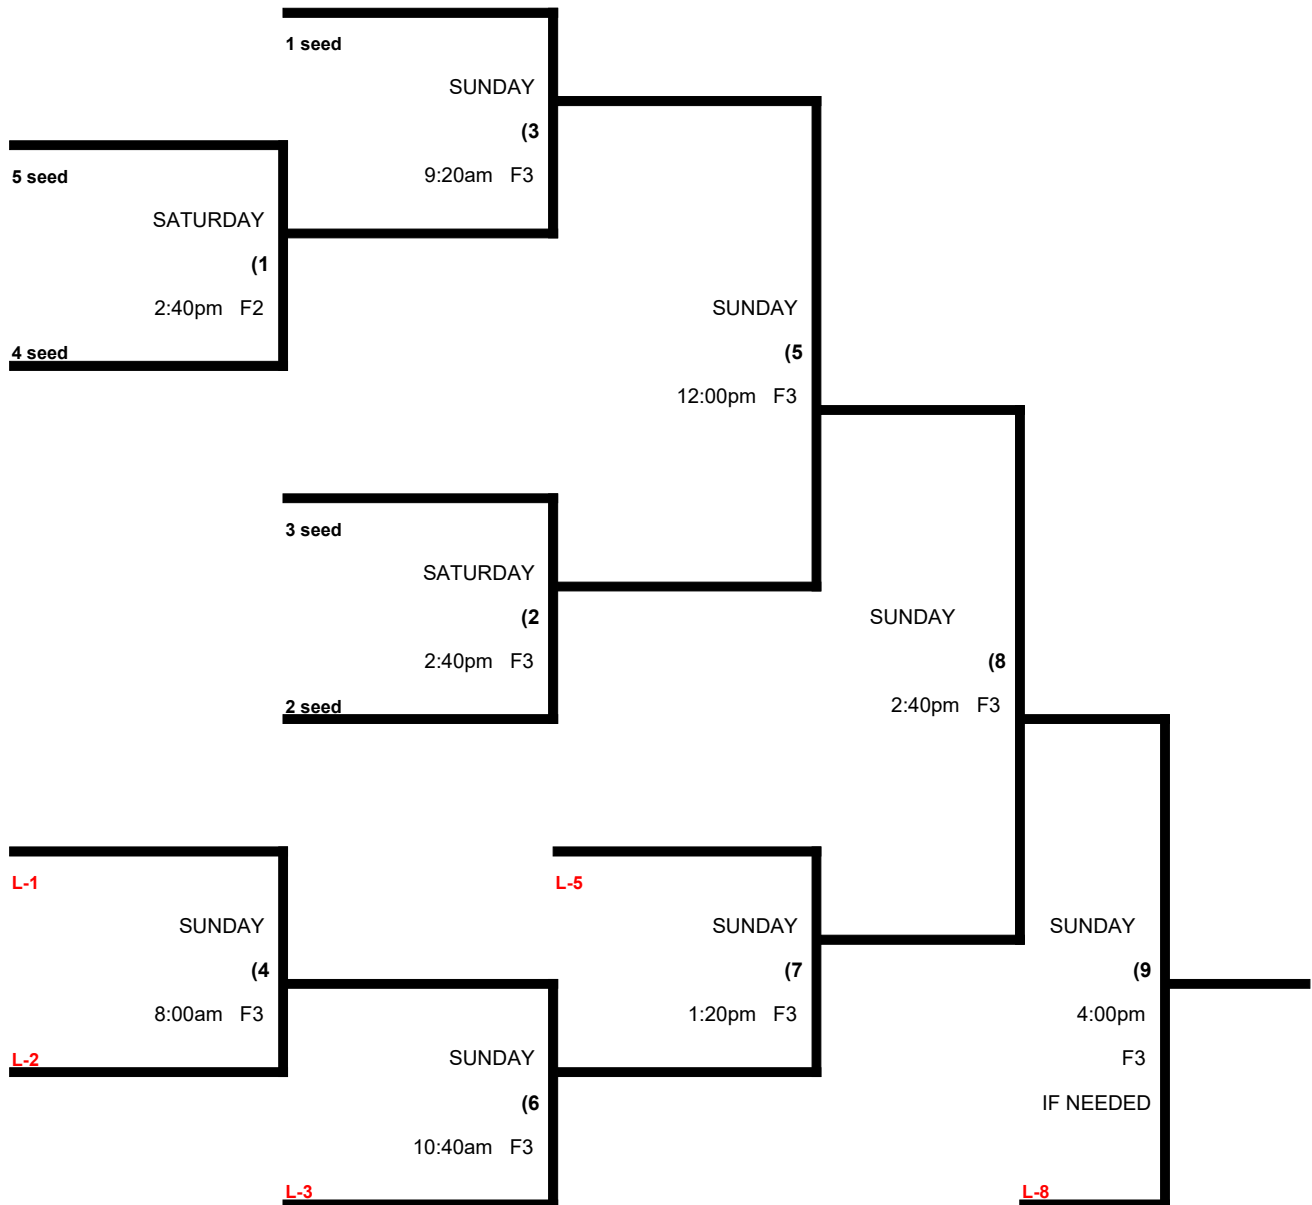 1 seed
SUNDAY
(3
9:20am F3
5 seed
SATURDAY
(1
2:40pm F2
4 seed
SUNDAY
(5
12:00pm F3
3 seed
SATURDAY
(2
2:40pm F3
2 seed
SUNDAY
(8
2:40pm F3
L-1
SUNDAY
(4
8:00am F3
L-2
L-5
SUNDAY
(7
1:20pm F3
SUNDAY
(6
10:40am F3
L-3
SUNDAY
(9
4:00pm
F3
IF NEEDED
L-8